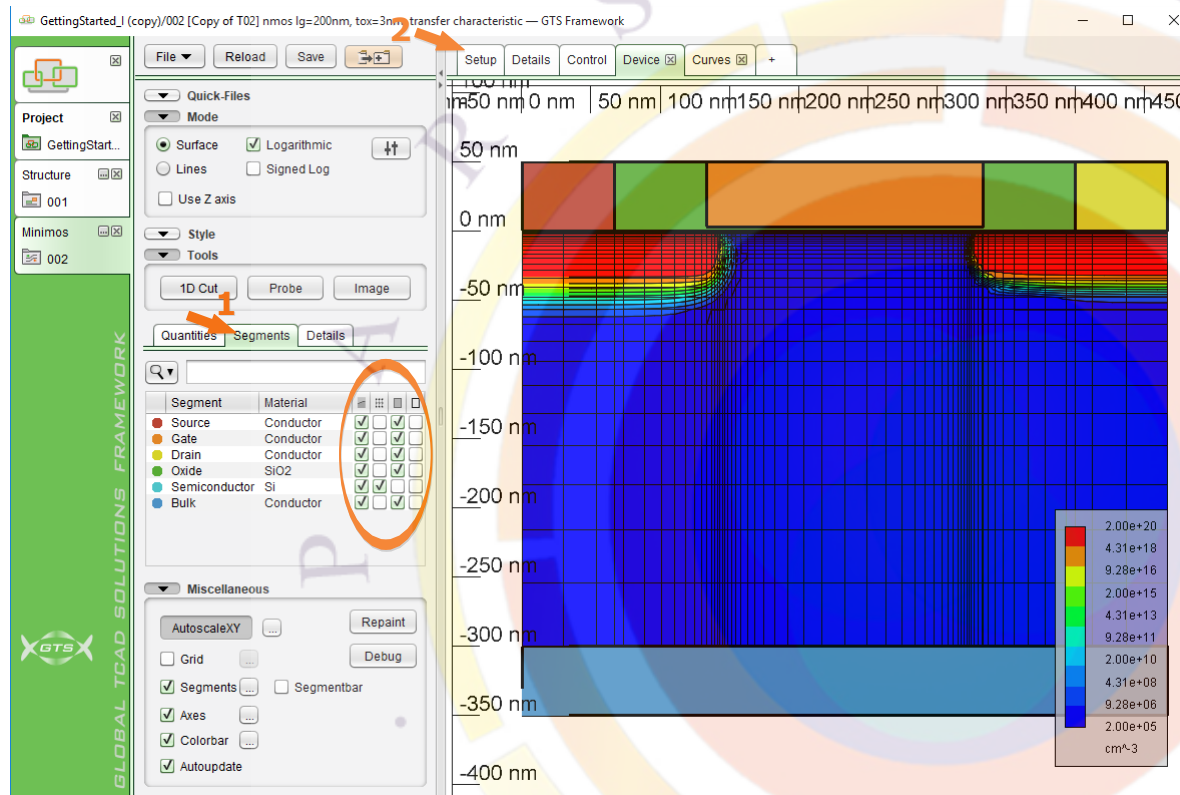 GettingStarted_I (copy)/002 [Copy of T02] nmos lg=200nm, tox=3nm, transfer characteristic — GTS Framework
2
File Reload Save
Setup Details Control Device Curves +
Quick-Files
Mode
Surface Logarithmic
Lines Signed Log
Use Z axis
Style
Tools
1D Cut Probe Image
1
Quantities Segments Details
Segment Material
Source Conductor
Gate Conductor
Drain Conductor
Oxide SiO2
Semiconductor Si
Bulk Conductor
Miscellaneous
AutoscaleXY ... Repaint
Grid ... Debug
Segments ... Segmentbar
Axes ...
Colorbar ...
Autoupdate
Project
GettingStart...
Structure ...
001
Minimos ...
002
GTS
GLOBAL TCAD SOLUTIONS FRAMEWORK
100 nm
-50 nm 0 nm 50 nm 100 nm 150 nm 200 nm 250 nm 300 nm 350 nm 400 nm 450
50 nm
0 nm
-50 nm
-100 nm
-150 nm
-200 nm
-250 nm
-300 nm
-350 nm
-400 nm
2.00e+20
4.31e+18
9.28e+16
2.00e+15
4.31e+13
9.28e+11
2.00e+10
4.31e+08
9.28e+06
2.00e+05
cm^-3